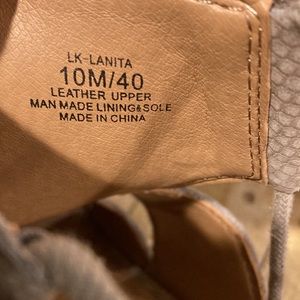 LK-LANITA
10M/40
LEATHER UPPER
MAN MADE LINING&SOLE
MADE IN CHINA